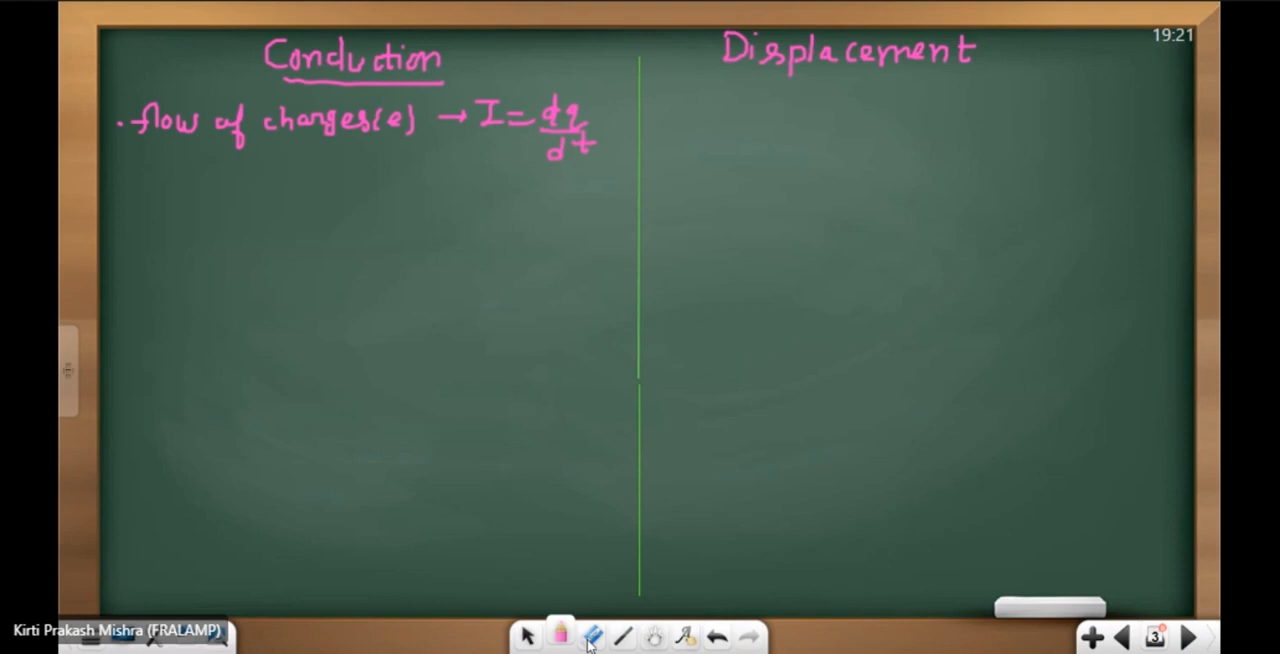 19:21
Conduction
Displacement
. flow of charges(e) → I = dq/dt
3
Kirti Prakash Mishra (FRALAMP)